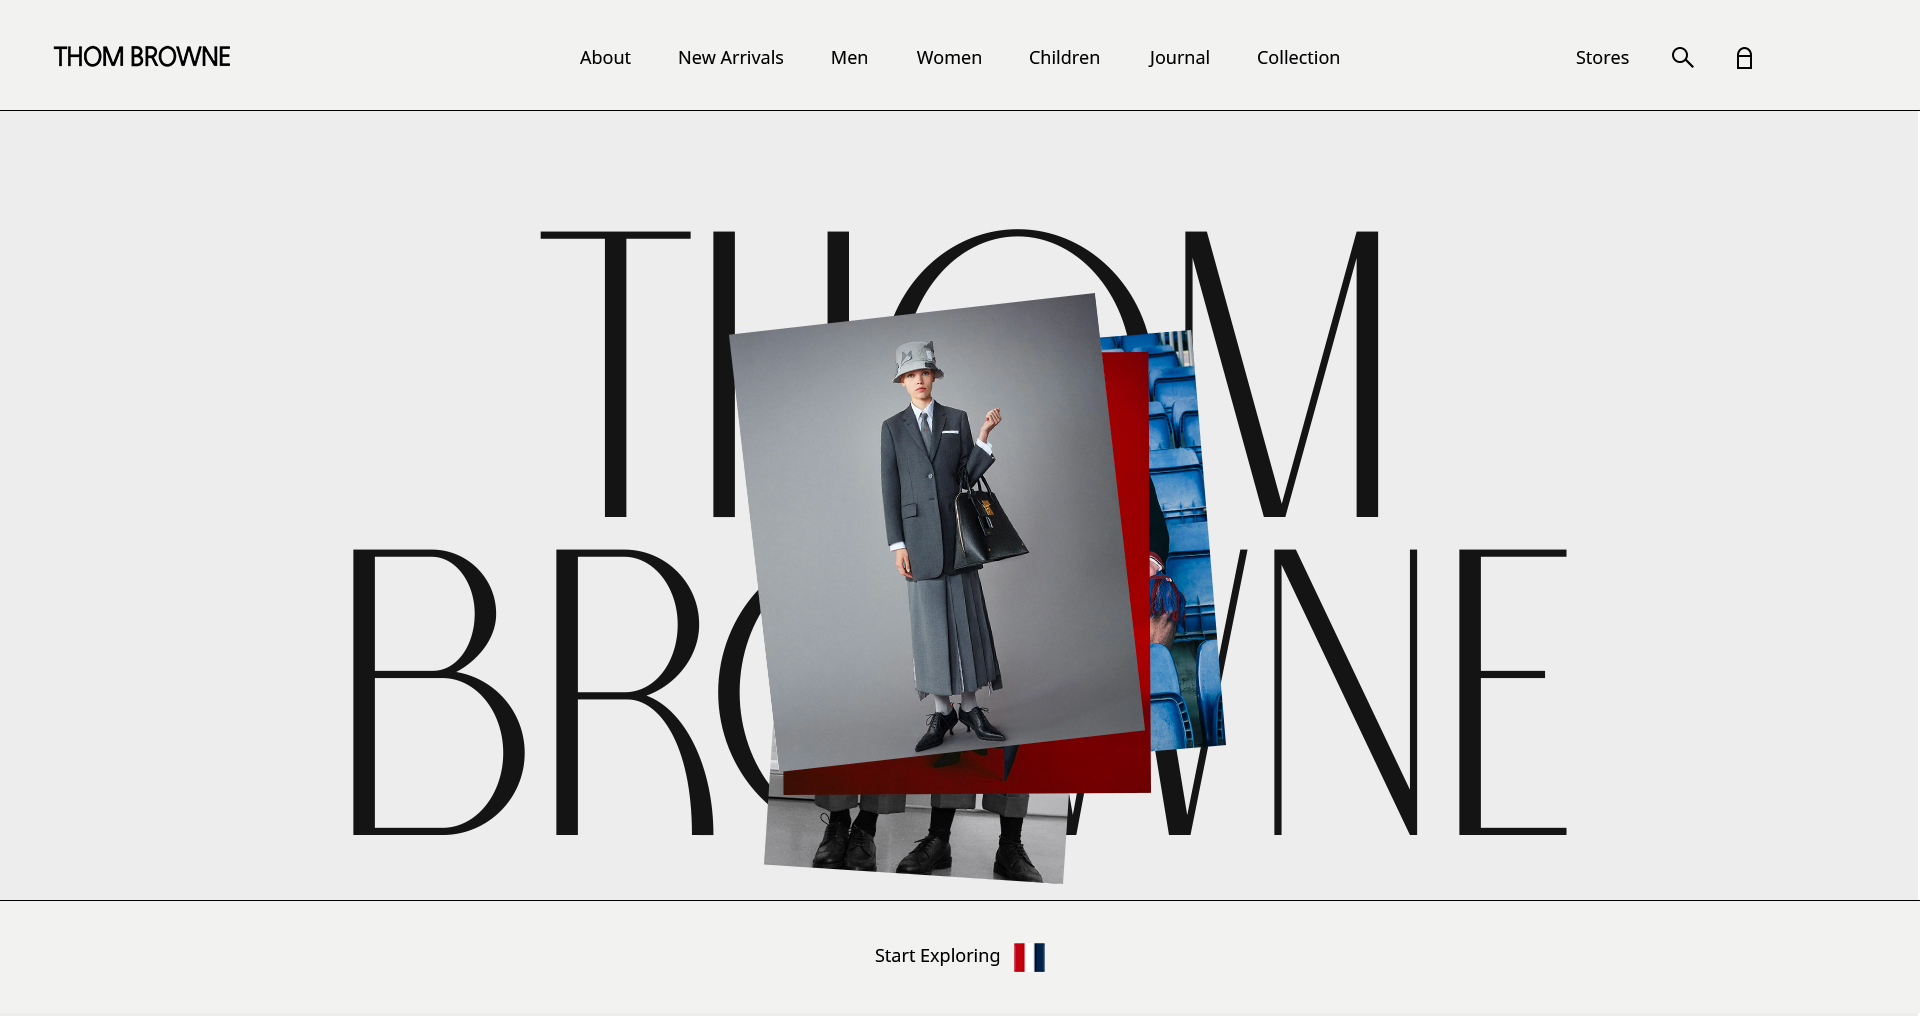 THOM BROWNE
About
New Arrivals
Men
Women
Children
Journal
Collection
Stores
THOM
BROWNE
Start Exploring